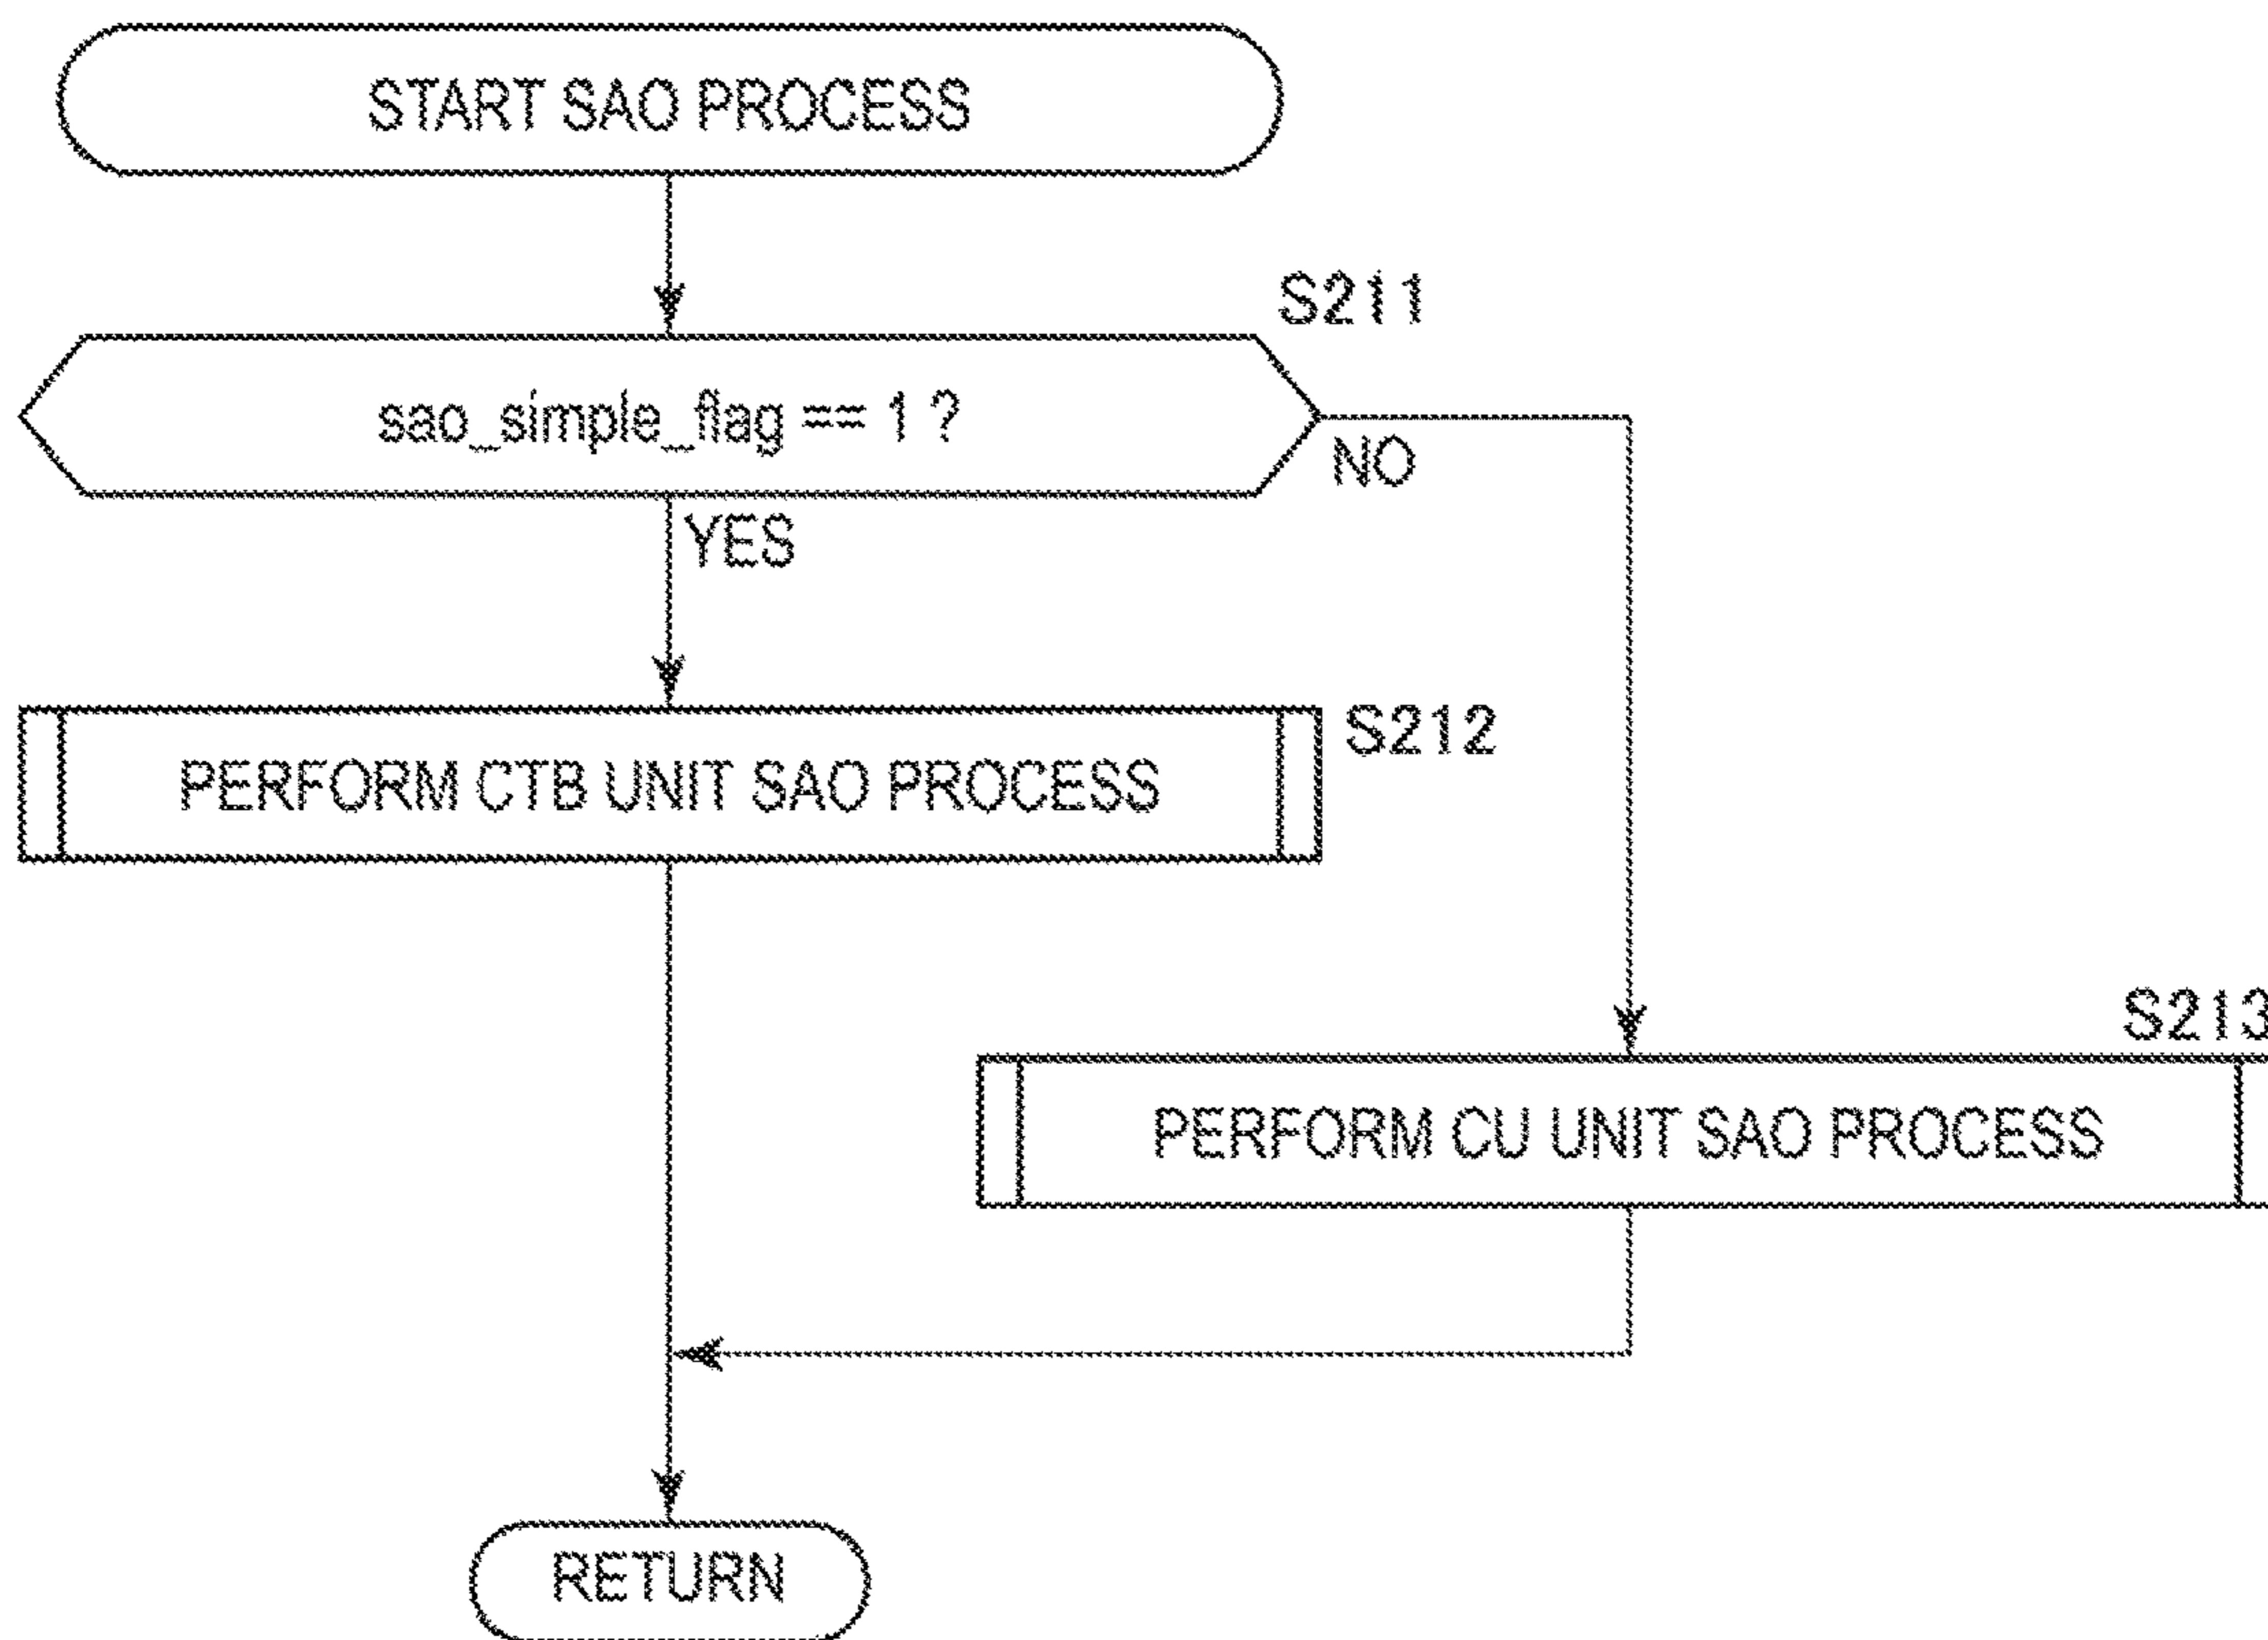 START SAO PROCESS
S211
sao_simple_flag == 1 ?
NO
YES
S212
PERFORM CTB UNIT SAO PROCESS
S213
PERFORM CU UNIT SAO PROCESS
RETURN